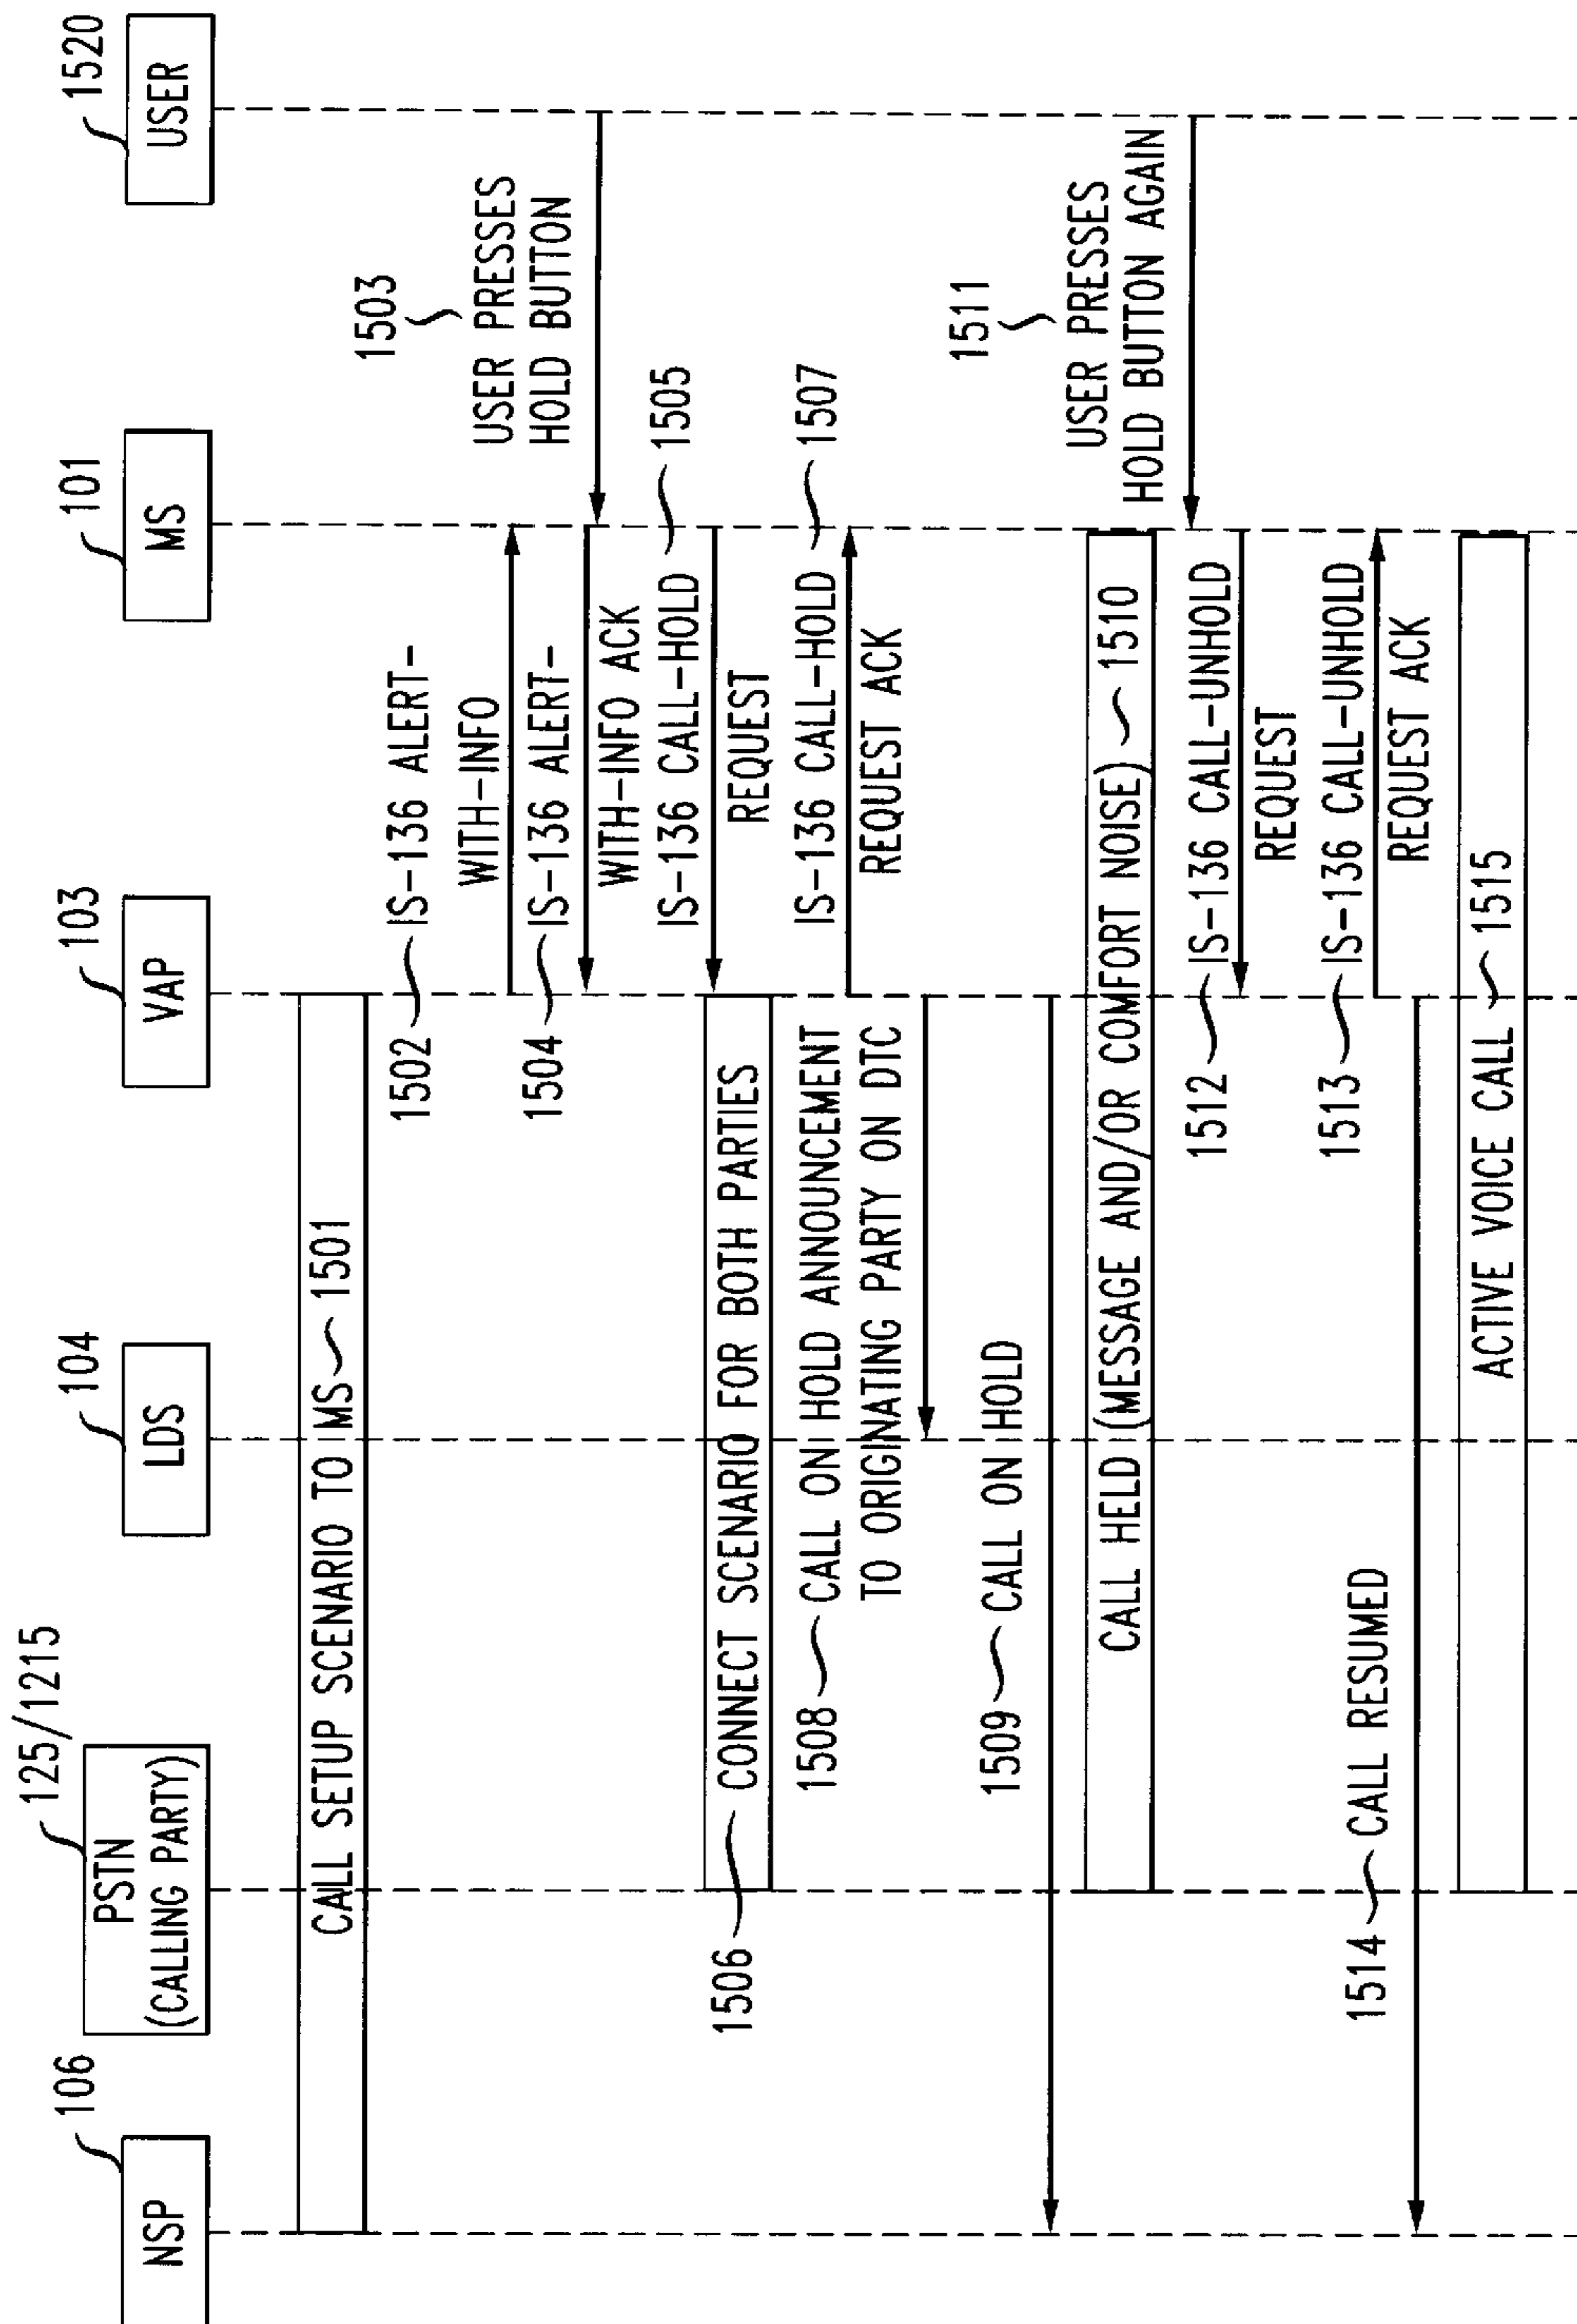 NSP
106
PSTN
(CALLING PARTY)
125/1215
LDS
104
VAP
103
MS
101
USER
1520
CALL SETUP SCENARIO TO MS 1501
1502 IS-136 ALERT-
WITH-INFO
1503
USER PRESSES
HOLD BUTTON
1504 IS-136 ALERT-
WITH-INFO ACK
IS-136 CALL-HOLD 1505
REQUEST
1506 CONNECT SCENARIO FOR BOTH PARTIES
IS-136 CALL-HOLD 1507
REQUEST ACK
1508 CALL ON HOLD ANNOUNCEMENT
TO ORIGINATING PARTY ON DTC
1509 CALL ON HOLD
CALL HELD (MESSAGE AND/OR COMFORT NOISE) 1510
1511
USER PRESSES
HOLD BUTTON AGAIN
1512 IS-136 CALL-UNHOLD
REQUEST
1513 IS-136 CALL-UNHOLD
REQUEST ACK
1514 CALL RESUMED
ACTIVE VOICE CALL 1515